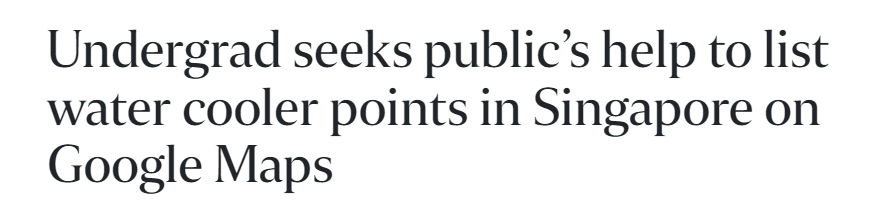 Undergrad seeks public’s help to list
water cooler points in Singapore on
Google Maps